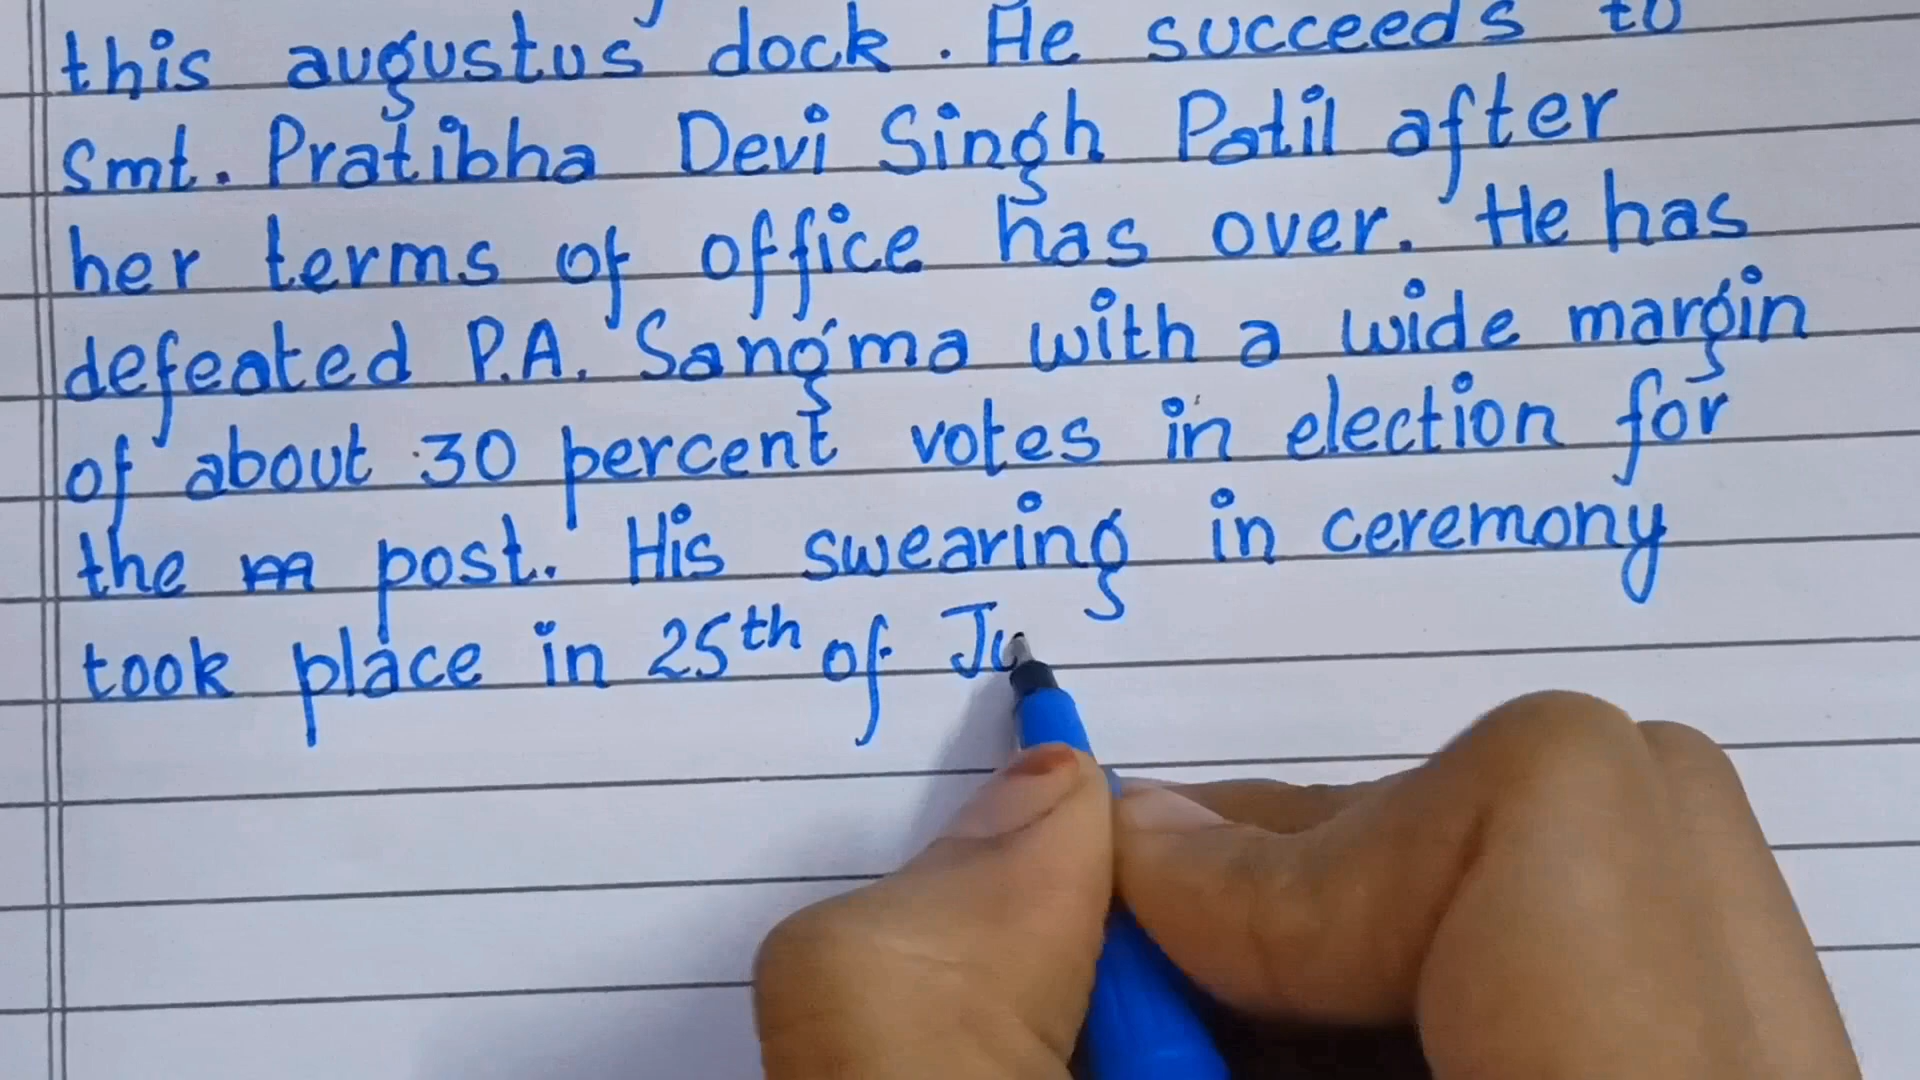 this augustus dock. He succeeds to
Smt. Pratibha Devi Singh Patil after
her terms of office has over. He has
defeated P.A. Sangma with a wide margin
of about 30 percent votes in election for
the m post. His swearing in ceremony
took place in 25th of Ju